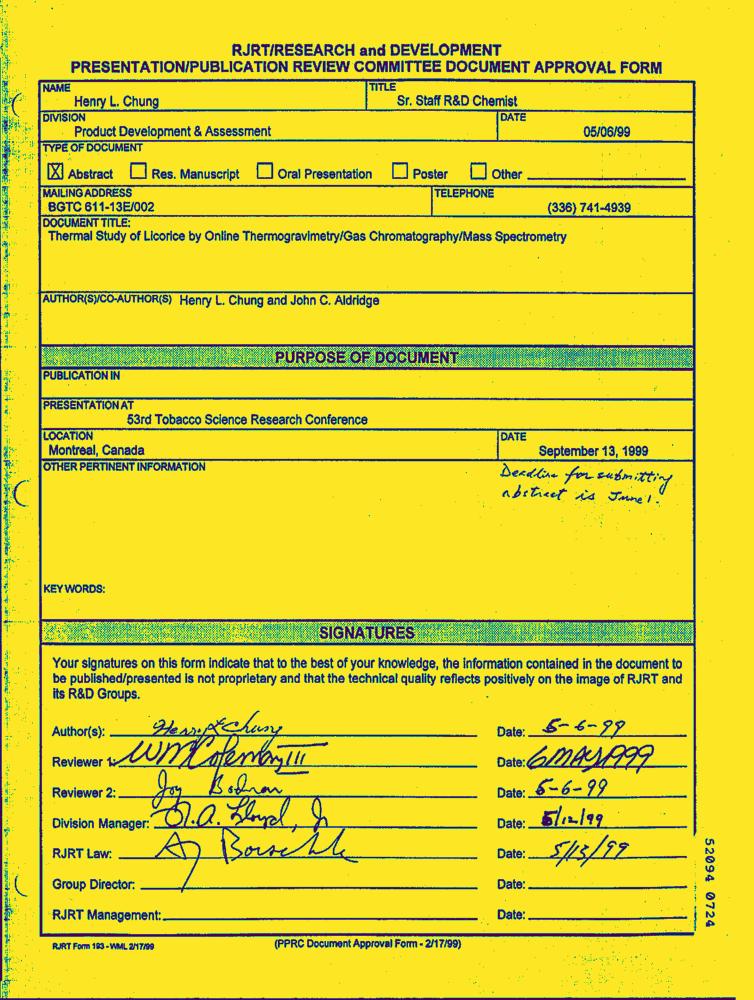 RJRT/RESEARCH and DEVELOPMENT
PRESENTATION/PUBLICATION REVIEW COMMITTEE DOCUMENT APPROVAL FORM
NAME TITLE
Henry L. Chung Sr. Staff R&D Chemist
DIVISION DATE
Product Development & Assessment 05/06/99
TYPE OF DOCUMENT
X Abstract Res. Manuscript Oral Presentation Poster Other
MAILING ADDRESS TELEPHONE
BGTC 611-13E/002 (336) 741-4939
DOCUMENT TITLE:
Thermal Study of Licorice by Online Thermogravimetry/Gas Chromatography/Mass Spectrometry
AUTHOR(S)/CO-AUTHOR(S) Henry L. Chung and John C. Aldridge
PURPOSE OF DOCUMENT
PUBLICATION IN
PRESENTATION AT
53rd Tobacco Science Research Conference
LOCATION DATE
Montreal, Canada September 13, 1999
OTHER PERTINENT INFORMATION
Deadline for submitting
abstract is June 1.
KEY WORDS:
SIGNATURES
Your signatures on this form indicate that to the best of your knowledge, the information contained in the document to
be published/presented is not proprietary and that the technical quality reflects positively on the image of RJRT and
its R&D Groups.
Author(s): Henry L Chung Date: 5-6-99
Reviewer 1: WM Coleman III Date: 6MAY1999
Reviewer 2: Joy Bodnar Date: 5-6-99
Division Manager: Lloyd, Jr Date: 5/12/99
RJRT Law: Date: 5/13/99
Group Director: Date:
RJRT Management: Date:
RJRT Form 193 - WML 2/17/99 (PPRC Document Approval Form - 2/17/99)
52094 0724